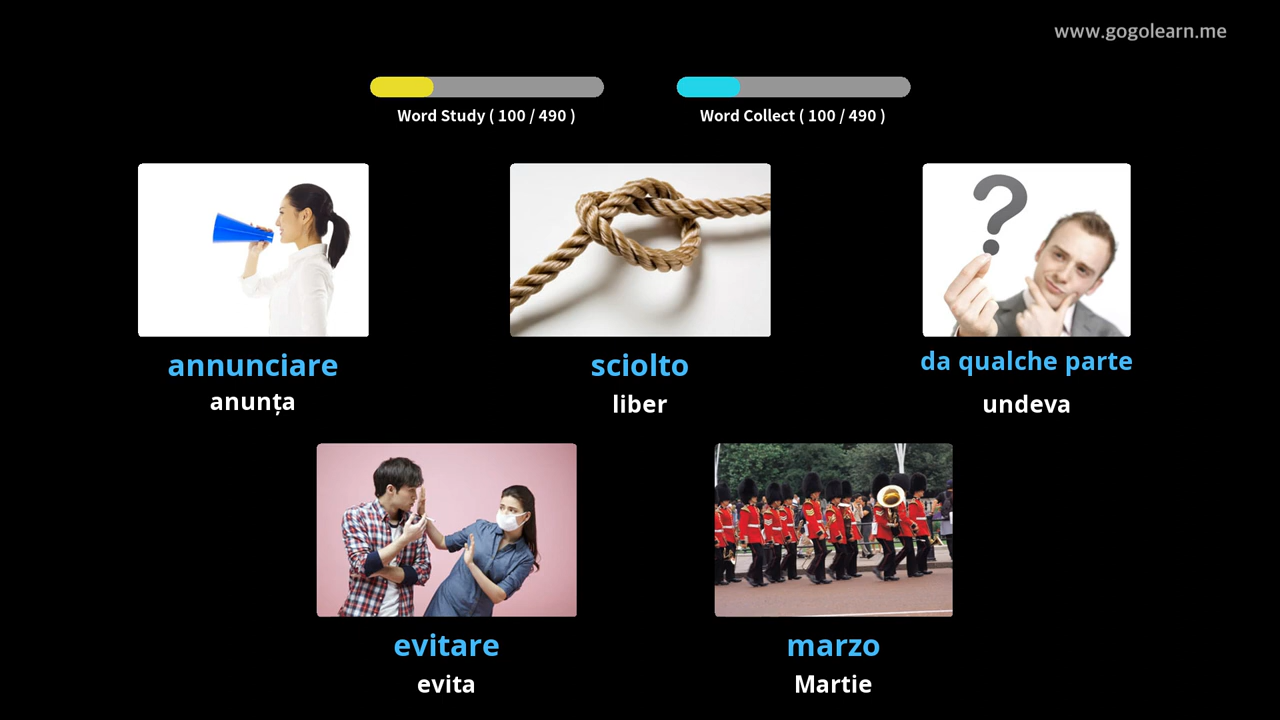 www.gogolearn.me
Word Study ( 100 / 490 )
Word Collect ( 100 / 490 )
annunciare
anunța
sciolto
liber
da qualche parte
undeva
evitare
evita
marzo
Martie